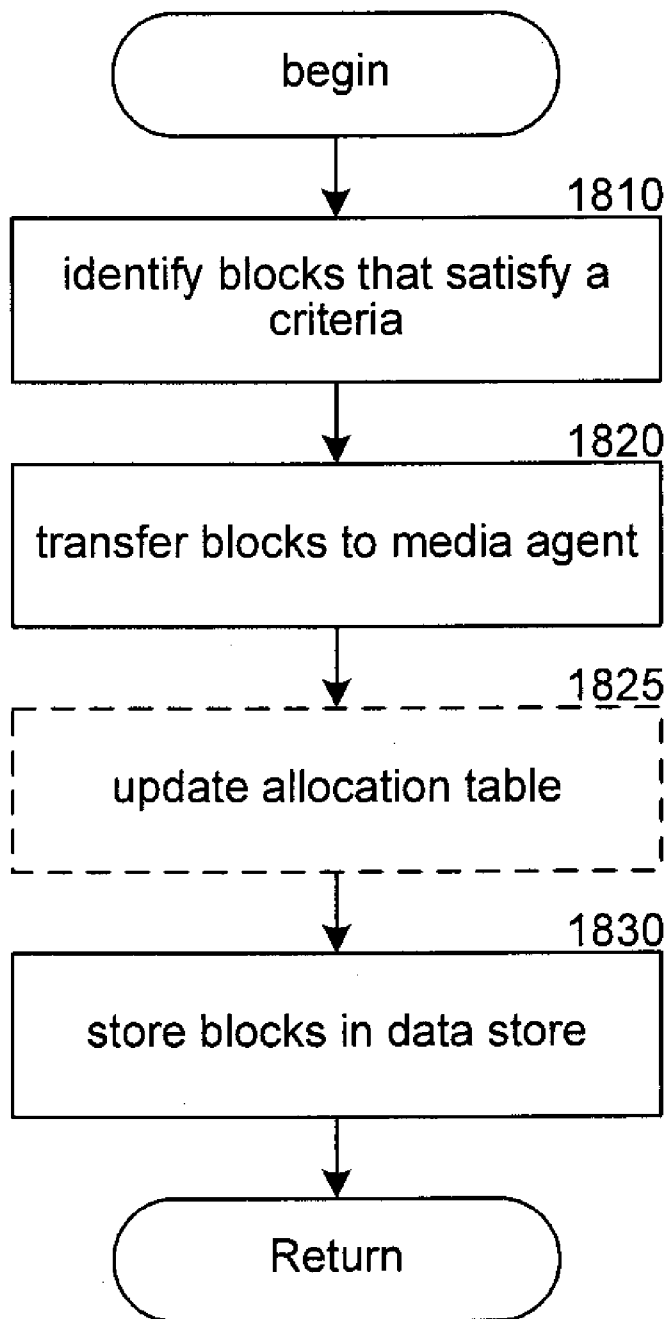 begin
1810
identify blocks that satisfy a
criteria
1820
transfer blocks to media agent
1825
update allocation table
1830
store blocks in data store
Return